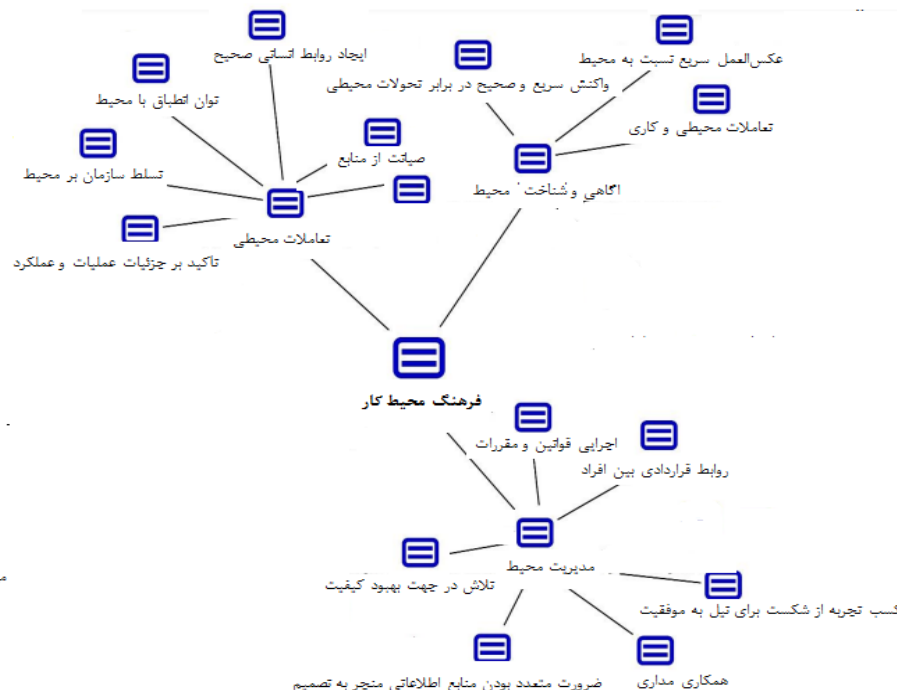 ایجاد روابط انسانی صحیح
عکس‌العمل سریع نسبت به محیط
واکنش سریع و صحیح در برابر تحولات محیطی
توان انطباق با محیط
تعاملات محیطی و کاری
صیانت از منابع
تسلط سازمان بر محیط
آگاهی و شناخت محیط
تعاملات محیطی
تاکید بر جزئیات عملیات و عملکرد
فرهنگ محیط کار
اجرایی قوانین و مقررات
روابط قراردادی بین افراد
مدیریت محیط
تلاش در جهت بهبود کیفیت
کسب تجربه از شکست برای نیل به موفقیت
همکاری مداری
ضرورت متعدد بودن منابع اطلاعاتی منجر به تصمیم